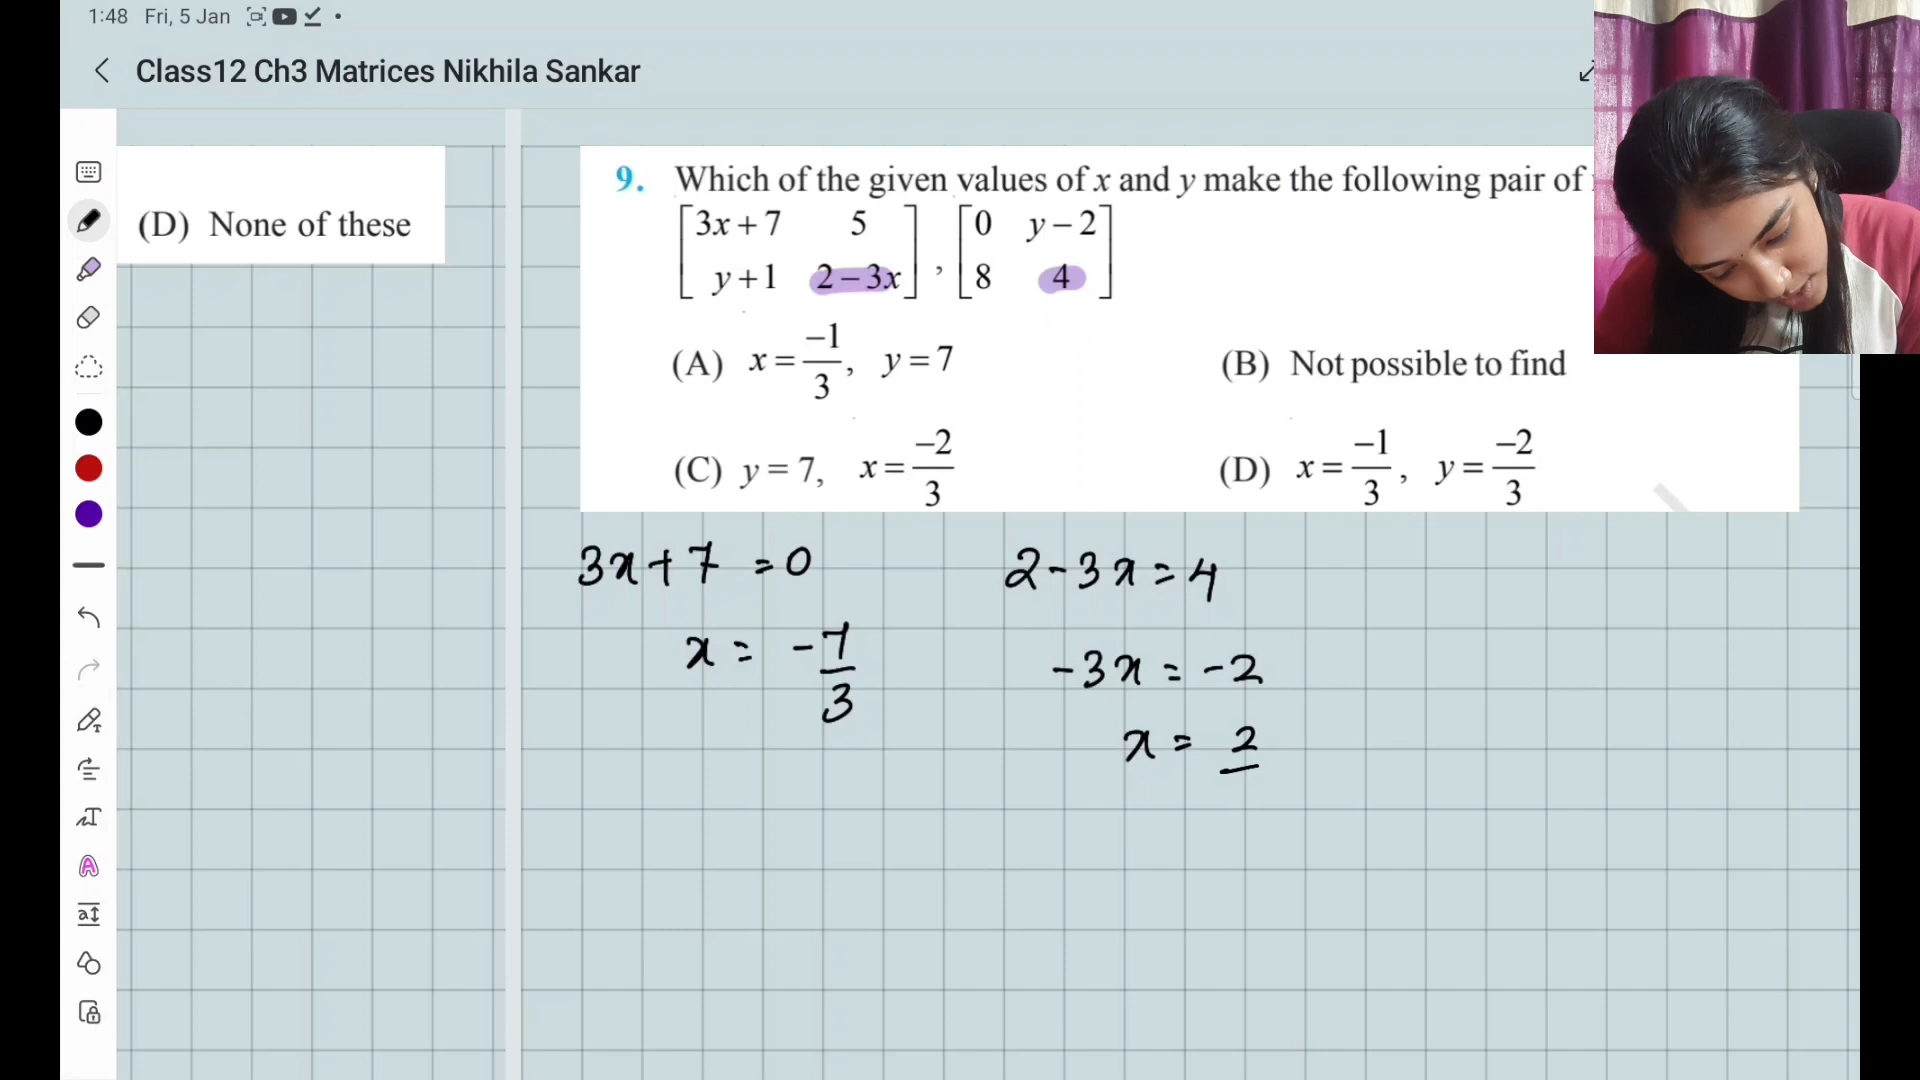 1:48 Fri, 5 Jan
Class12 Ch3 Matrices Nikhila Sankar
(D) None of these
9. Which of the given values of x and y make the following pair of
[3x+7 5] , [0 y−2]
[y+1 2−3x] [8 4]
(A) x = −1/3, y = 7 (B) Not possible to find
(C) y = 7, x = −2/3 (D) x = −1/3, y = −2/3
3x+7 = 0
x = -7/3
2-3x = 4
-3x = -2
x = 2